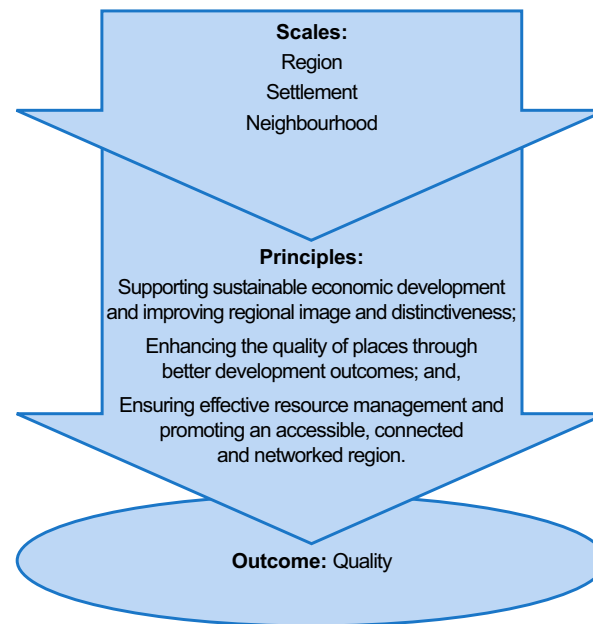 Scales:
Region
Settlement
Neighbourhood
Principles:
Supporting sustainable economic development
and improving regional image and distinctiveness;
Enhancing the quality of places through
better development outcomes; and,
Ensuring effective resource management and
promoting an accessible, connected
and networked region.
Outcome: Quality